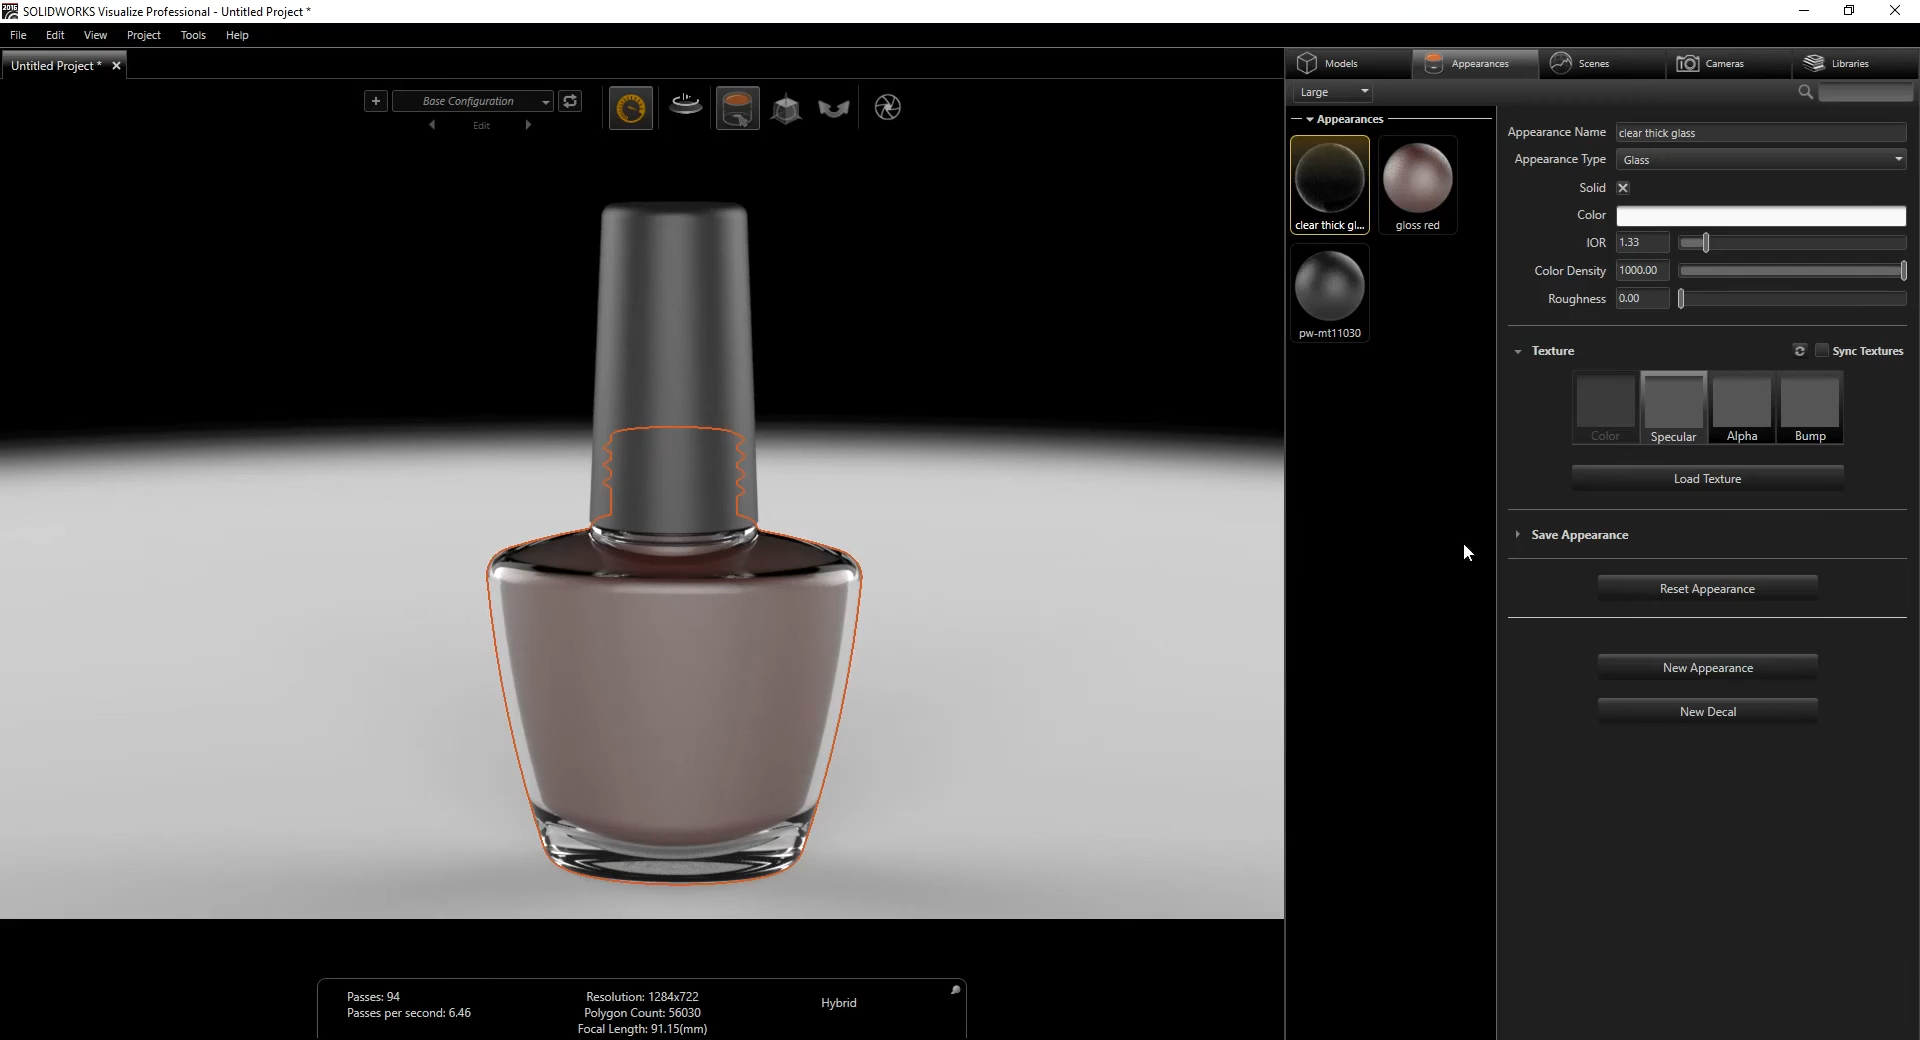 2016
SOLIDWORKS Visualize Professional - Untitled Project *
File Edit View Project Tools Help
Untitled Project *
Base Configuration
Edit
Models Appearances Scenes Cameras Libraries
Large
Appearances
clear thick gl...
gloss red
pw-mt11030
Appearance Name clear thick glass
Appearance Type Glass
Solid
Color
IOR 1.33
Color Density 1000.00
Roughness 0.00
Texture Sync Textures
Color Specular Alpha Bump
Load Texture
Save Appearance
Reset Appearance
New Appearance
New Decal
Passes: 94
Passes per second: 6.46
Resolution: 1284x722
Polygon Count: 56030
Focal Length: 91.15(mm)
Hybrid